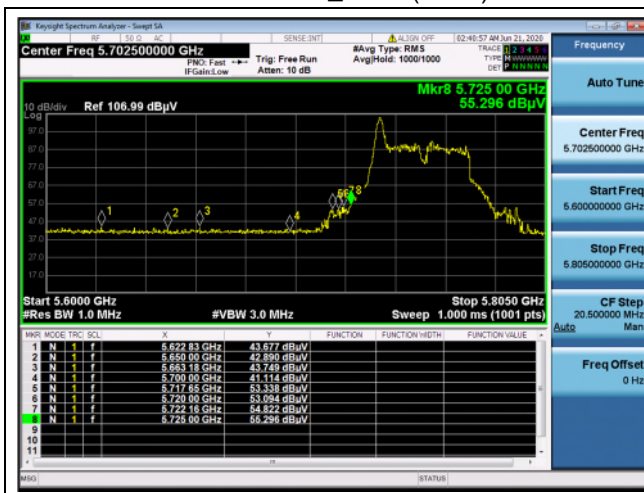 Keysight Spectrum Analyzer - Swept SA
RF 50 Ω AC SENSE:INT ALIGN OFF 02:40:57 AM Jun 21, 2020
Center Freq 5.702500000 GHz
PNO: Fast
IFGain:Low
Trig: Free Run
Atten: 10 dB
#Avg Type: RMS
Avg|Hold: 1000/1000
TRACE 1 2 3 4 5 6
TYPE M W W W W W
DET P N N N N N
Mkr8 5.725 00 GHz
55.296 dBµV
10 dB/div Ref 106.99 dBµV
Log
97.0
87.0
77.0
67.0
57.0
47.0
37.0
27.0
17.0
1
2
3
4
5
6
7
8
Start 5.6000 GHz Stop 5.8050 GHz
#Res BW 1.0 MHz #VBW 3.0 MHz Sweep 1.000 ms (1001 pts)
MKR MODE TRC SCL X Y FUNCTION FUNCTION WIDTH FUNCTION VALUE
1 N 1 f 5.622 83 GHz 43.677 dBµV
2 N 1 f 5.650 00 GHz 42.890 dBµV
3 N 1 f 5.663 18 GHz 43.749 dBµV
4 N 1 f 5.700 00 GHz 41.114 dBµV
5 N 1 f 5.717 65 GHz 53.338 dBµV
6 N 1 f 5.720 00 GHz 53.094 dBµV
7 N 1 f 5.722 16 GHz 54.822 dBµV
8 N 1 f 5.725 00 GHz 55.296 dBµV
9
10
11
MSG STATUS
Frequency
Auto Tune
Center Freq
5.702500000 GHz
Start Freq
5.600000000 GHz
Stop Freq
5.805000000 GHz
CF Step
20.500000 MHz
Auto Man
Freq Offset
0 Hz